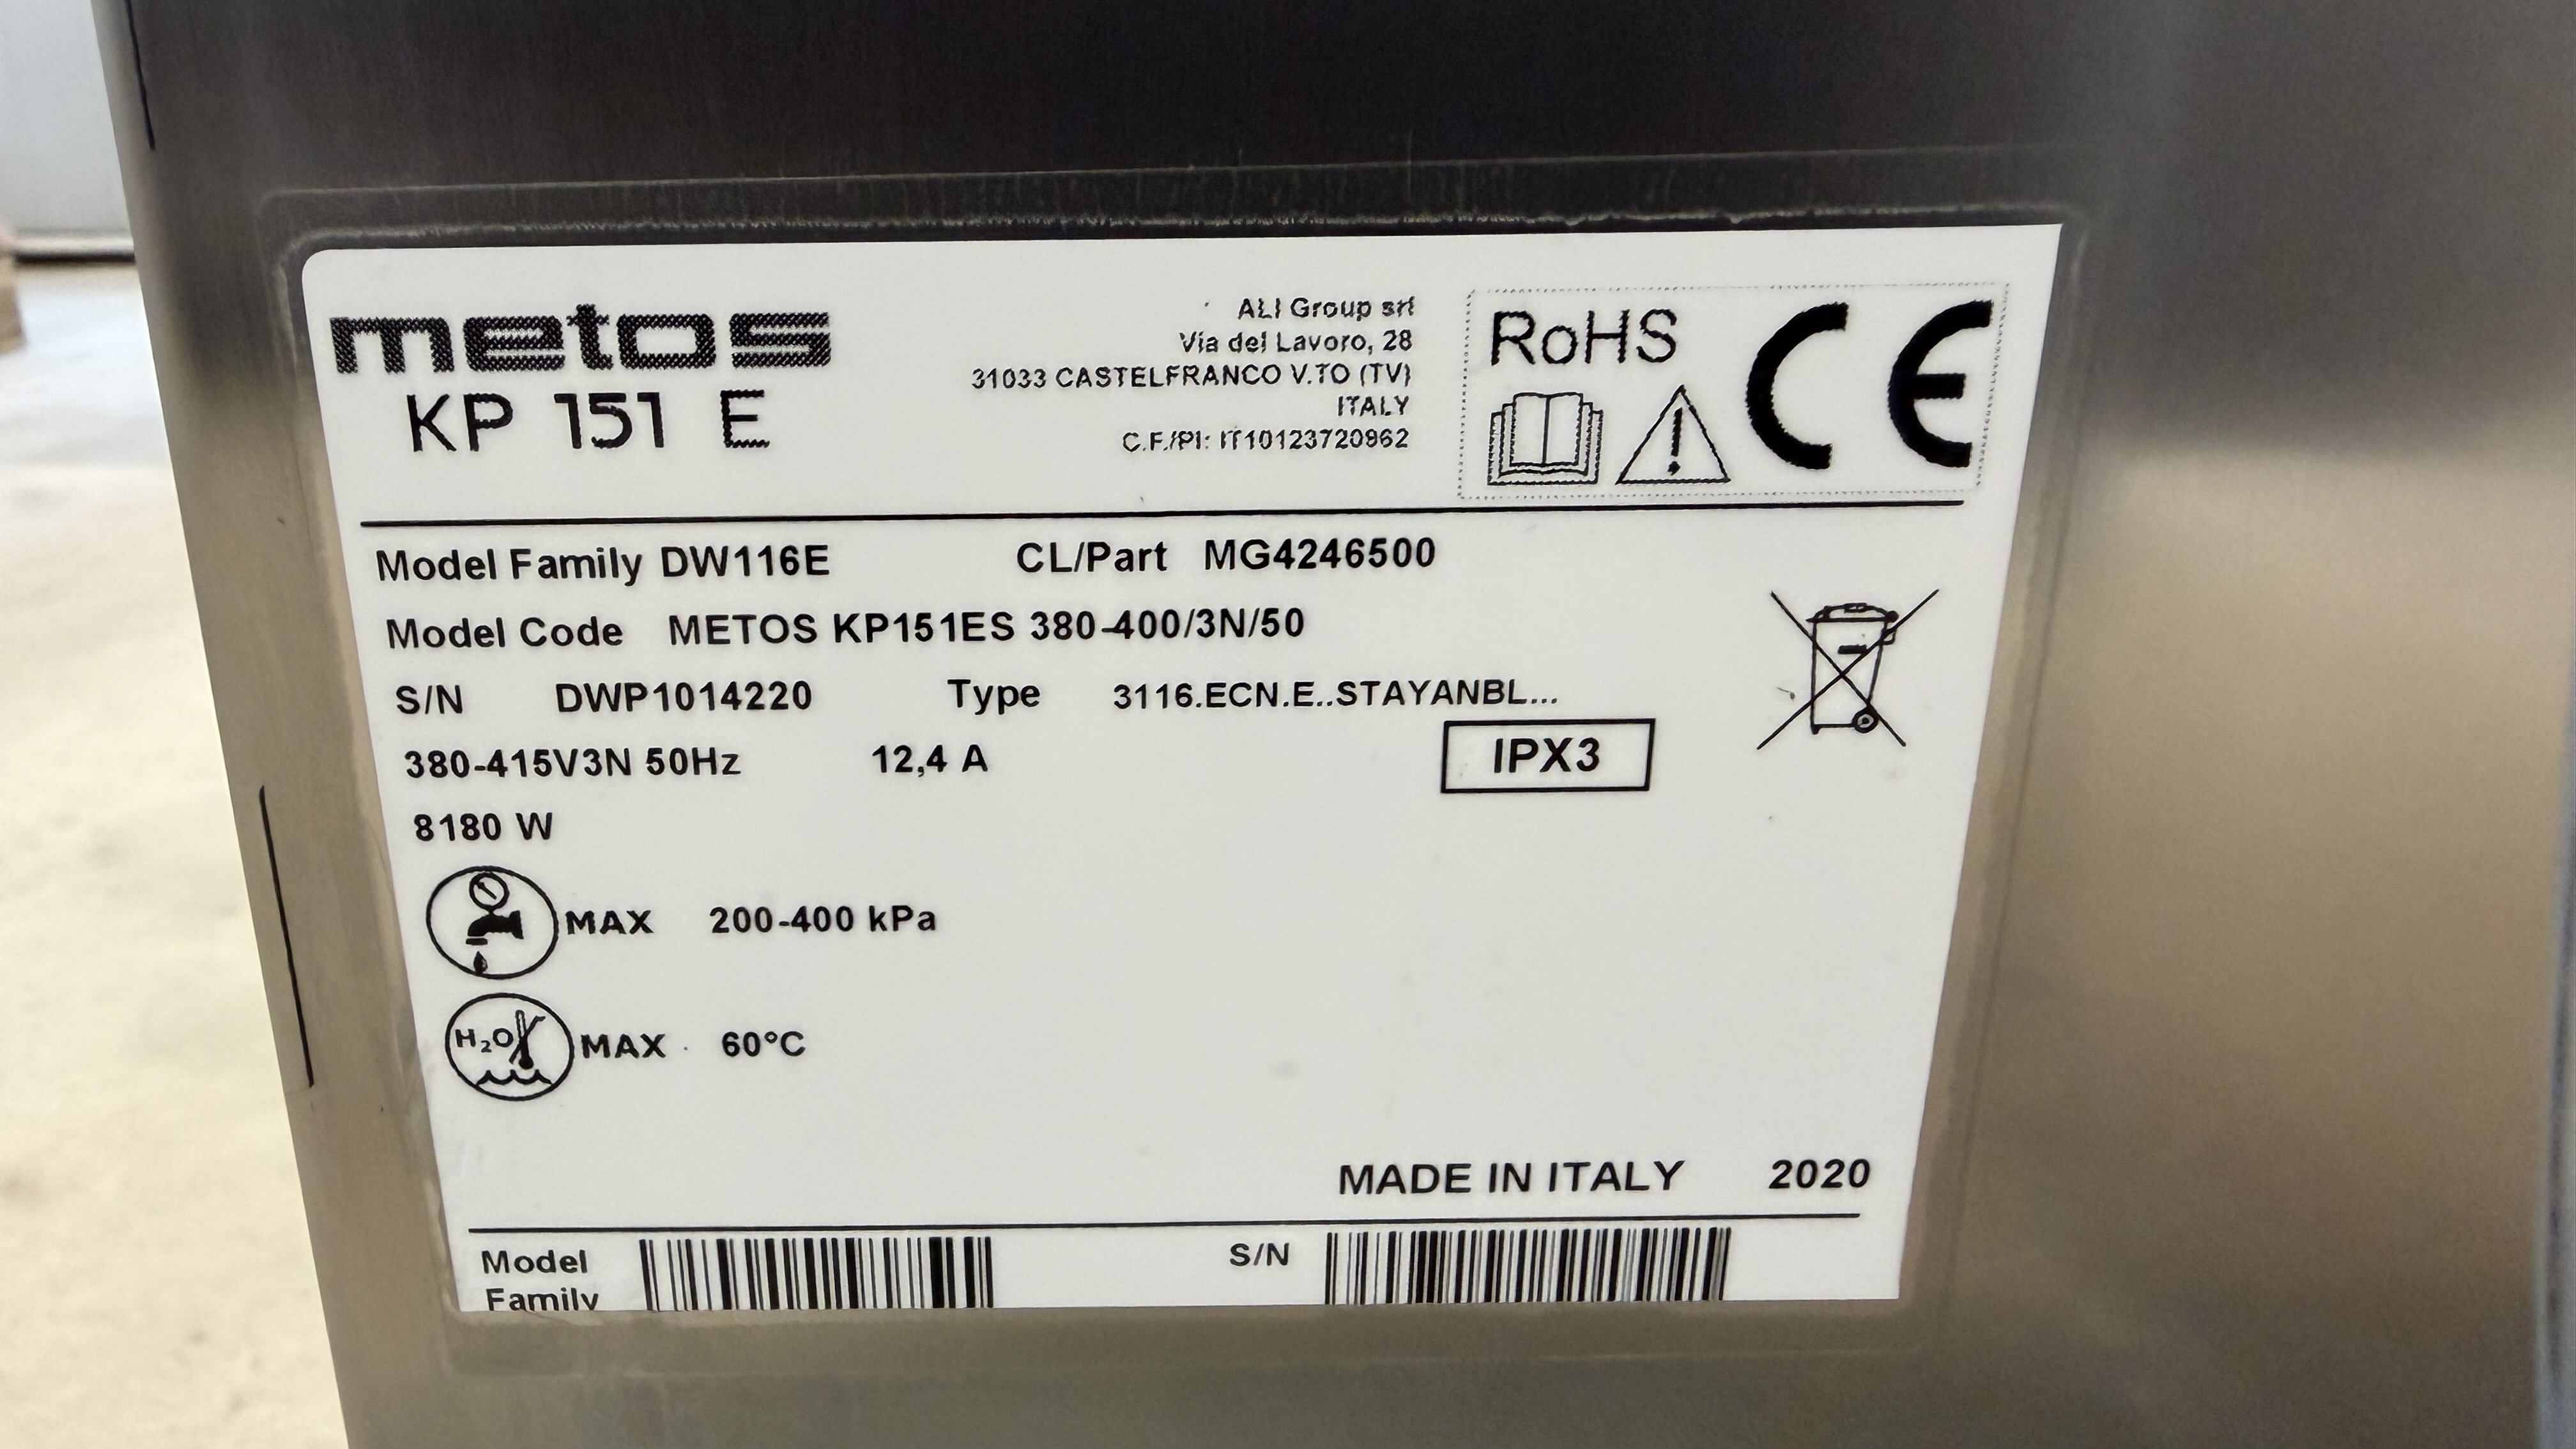 metos
KP 151 E
ALI Group srl
Via del Lavoro, 28
31033 CASTELFRANCO V.TO (TV)
ITALY
C.F./PI: IT10123720962
RoHS
CE
Model Family DW116E CL/Part MG4246500
Model Code METOS KP151ES 380-400/3N/50
S/N DWP1014220 Type 3116.ECN.E..STAYANBL...
380-415V3N 50Hz 12,4 A IPX3
8180 W
MAX 200-400 kPa
H₂O MAX 60°C
MADE IN ITALY 2020
Model S/N
Family